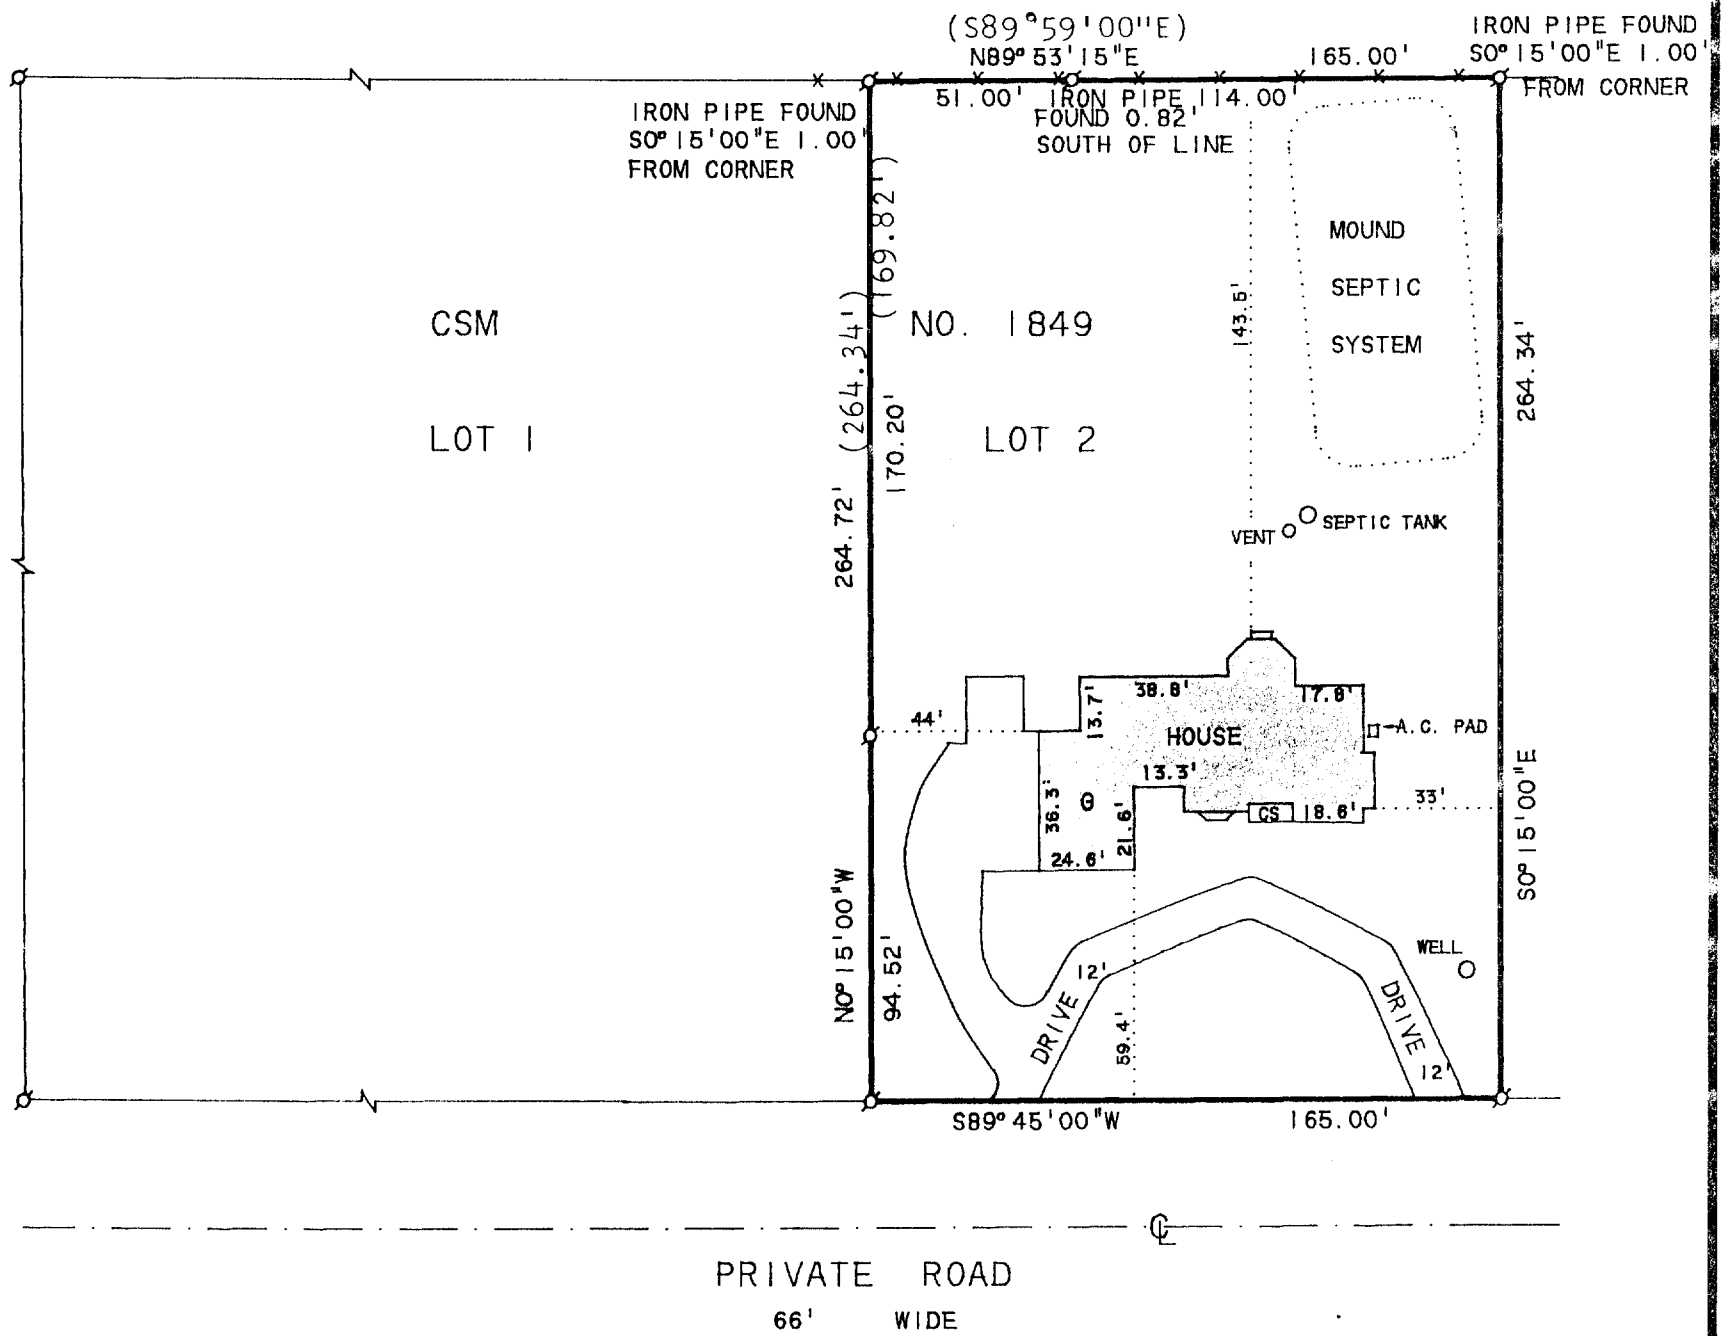 (S89°59'00"E)
N89°53'15"E 165.00'
IRON PIPE FOUND
S0°15'00"E 1.00'
FROM CORNER
51.00' IRON PIPE 114.00'
FOUND 0.82'
SOUTH OF LINE
IRON PIPE FOUND
S0°15'00"E 1.00'
FROM CORNER
(169.82')
(264.34')
170.20'
264.72'
CSM NO. 1849
LOT 1 LOT 2
143.5'
MOUND
SEPTIC
SYSTEM
264.34'
SEPTIC TANK
VENT
44'
13.7'
38.8'
17.8'
A.C. PAD
HOUSE
13.3'
36.3'
G
21.6'
24.6'
CS
18.6'
33'
S0°15'00"E
N0°15'00"W
94.52'
WELL
12'
DRIVE
59.4'
DRIVE
12'
S89°45'00"W 165.00'
CL
PRIVATE ROAD
66' WIDE